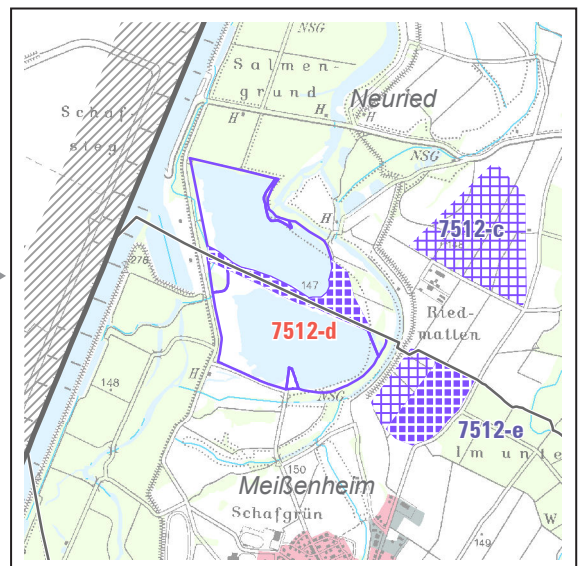 NSG
Salmen-
grund
Neuried
Schaf-
steg
H
H
H
NSG
7512-c
H
147
7512-d
Ried-
matten
278
148
H
NSG
7512-e
Im unte
150
Meißenheim
Schafgrün
W
149